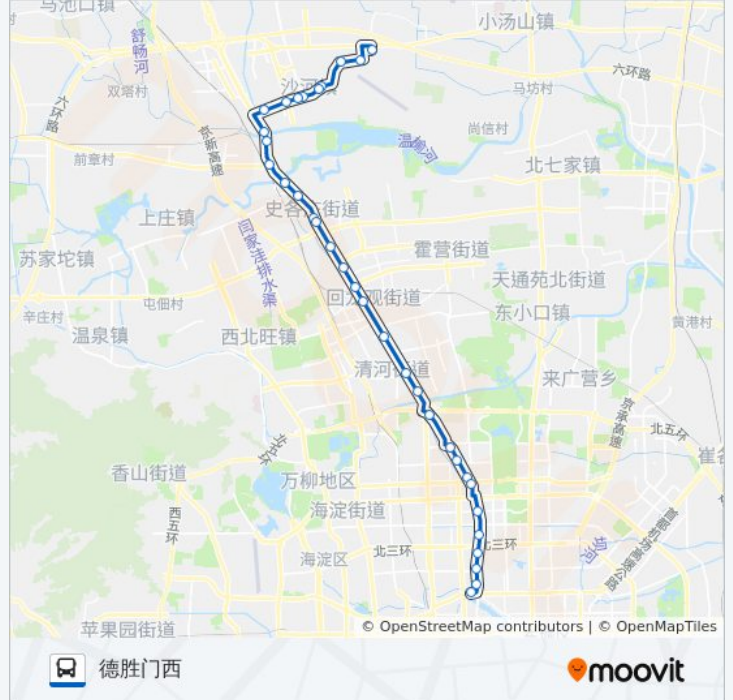 马池口镇
小汤山镇
舒畅河
沙河镇
六环路
双塔村
马坊村
六环路
京新高速
尚信村
温榆河
前章村
北七家镇
上庄镇
史各庄街道
闫家洼排水渠
霍营街道
苏家坨镇
天通苑北街道
屯佃村
回龙观街道
辛庄村
东小口镇
黄港村
温泉镇
西北旺镇
清河街道
来广营乡
京承高速
北五环
北五环
香山街道
万柳地区
海淀街道
西五环
首都机场高速公路
北三环
北三环
坝河
海淀区
苹果园街道
© OpenStreetMap contributors | © OpenMapTiles
德胜门西
moovit